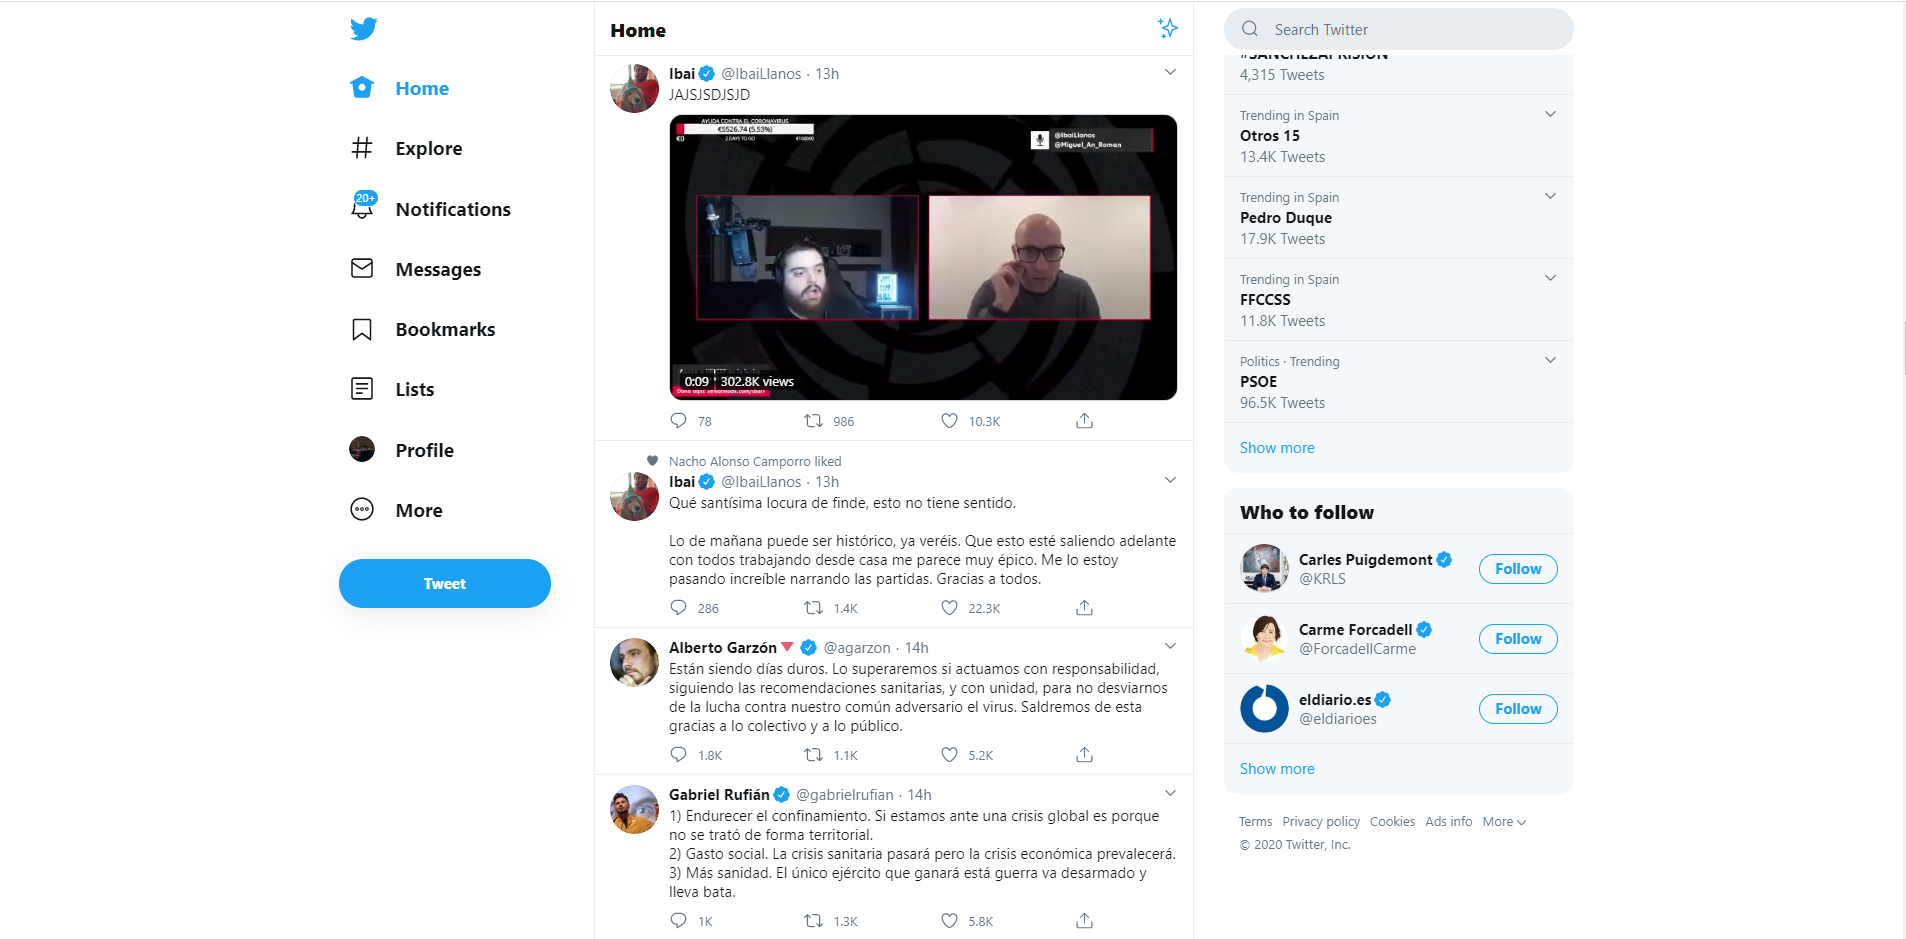 Home
Explore
20+
Notifications
Messages
Bookmarks
Lists
Profile
More
Tweet
Home
Ibai @IbaiLlanos · 13h
JAJSJSDJSJD
AYUDA CONTRA EL CORONAVIRUS
€5526.74 (5.53%)
€0 2 DAYS TO GO €100000
@IbaiLlanos
@Miguel_An_Roman
0:09 302.8K views
78 986 10.3K
Nacho Alonso Camporro liked
Ibai @IbaiLlanos · 13h
Qué santísima locura de finde, esto no tiene sentido.
Lo de mañana puede ser histórico, ya veréis. Que esto esté saliendo adelante
con todos trabajando desde casa me parece muy épico. Me lo estoy
pasando increíble narrando las partidas. Gracias a todos.
286 1.4K 22.3K
Alberto Garzón @agarzon · 14h
Están siendo días duros. Lo superaremos si actuamos con responsabilidad,
siguiendo las recomendaciones sanitarias, y con unidad, para no desviarnos
de la lucha contra nuestro común adversario el virus. Saldremos de esta
gracias a lo colectivo y a lo público.
1.8K 1.1K 5.2K
Gabriel Rufián @gabrielrufian · 14h
1) Endurecer el confinamiento. Si estamos ante una crisis global es porque
no se trató de forma territorial.
2) Gasto social. La crisis sanitaria pasará pero la crisis económica prevalecerá.
3) Más sanidad. El único ejército que ganará está guerra va desarmado y
lleva bata.
1K 1.3K 5.8K
Search Twitter
#SANCHEZAPRISION
4,315 Tweets
Trending in Spain
Otros 15
13.4K Tweets
Trending in Spain
Pedro Duque
17.9K Tweets
Trending in Spain
FFCCSS
11.8K Tweets
Politics · Trending
PSOE
96.5K Tweets
Show more
Who to follow
Carles Puigdemont
@KRLS
Follow
Carme Forcadell
@ForcadellCarme
Follow
eldiario.es
@eldiarioes
Follow
Show more
Terms Privacy policy Cookies Ads info More
© 2020 Twitter, Inc.